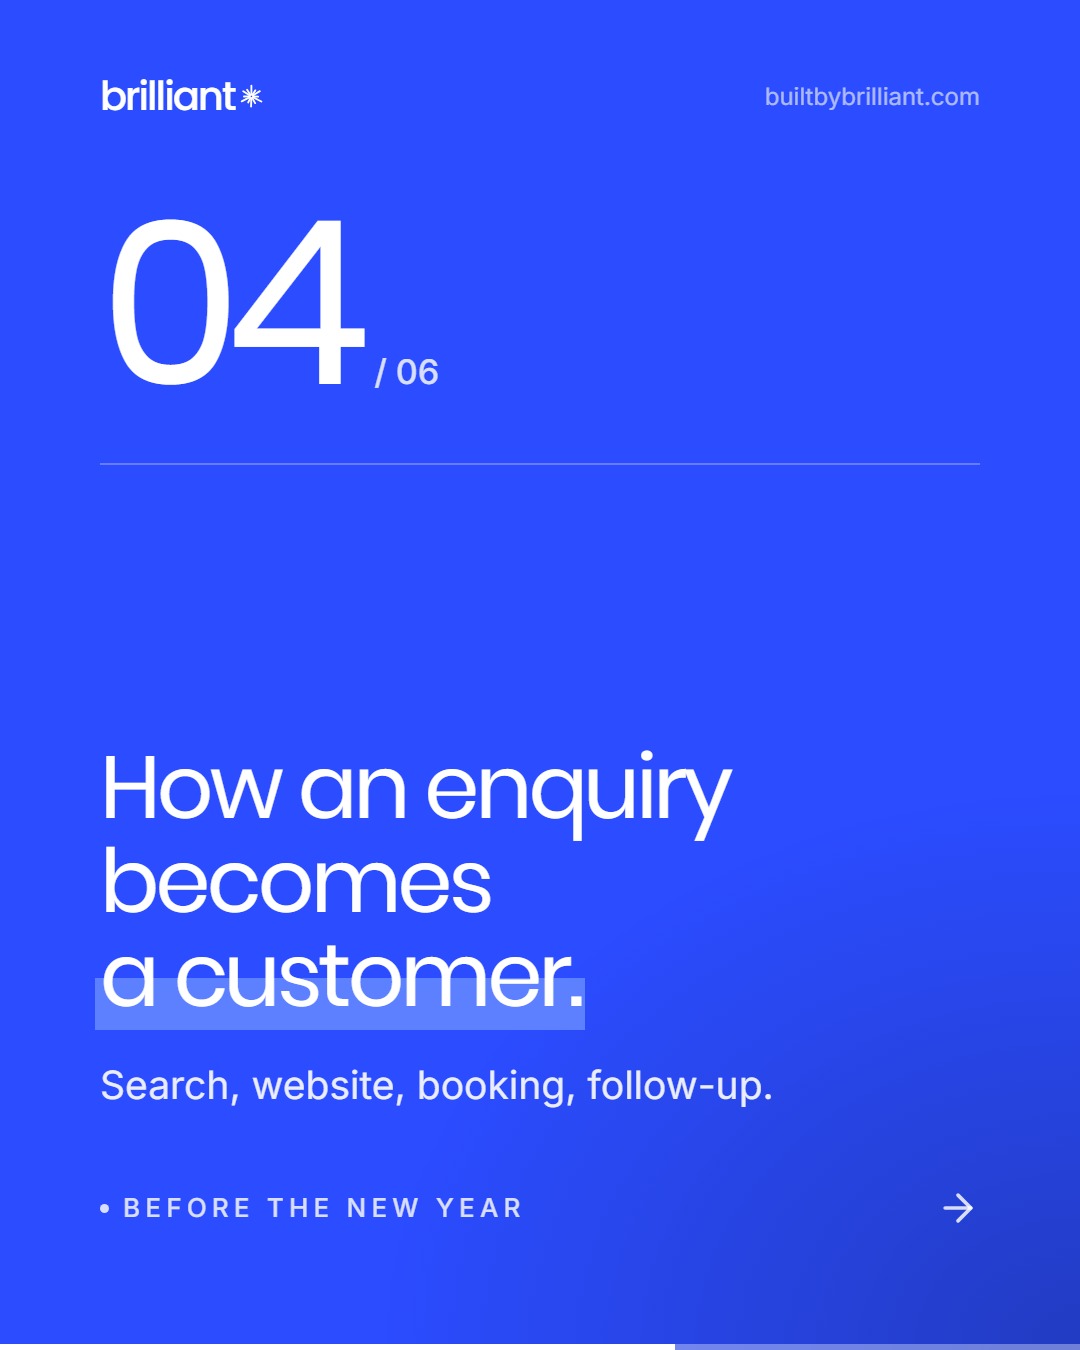 brilliant
builtbybrilliant.com
04 / 06
How an enquiry
becomes
a customer.
Search, website, booking, follow-up.
• BEFORE THE NEW YEAR